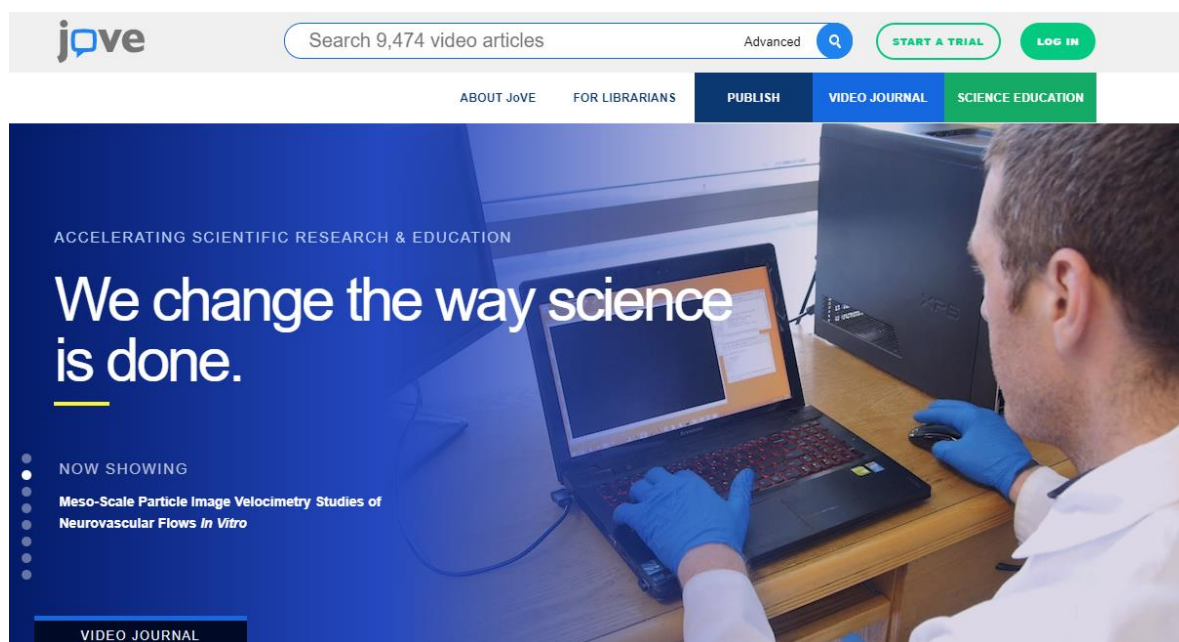 jove
Search 9,474 video articles
Advanced
START A TRIAL
LOG IN
ABOUT JoVE
FOR LIBRARIANS
PUBLISH
VIDEO JOURNAL
SCIENCE EDUCATION
ACCELERATING SCIENTIFIC RESEARCH & EDUCATION
We change the way science
is done.
XPS
NOW SHOWING
Meso-Scale Particle Image Velocimetry Studies of
Neurovascular Flows In Vitro
VIDEO JOURNAL